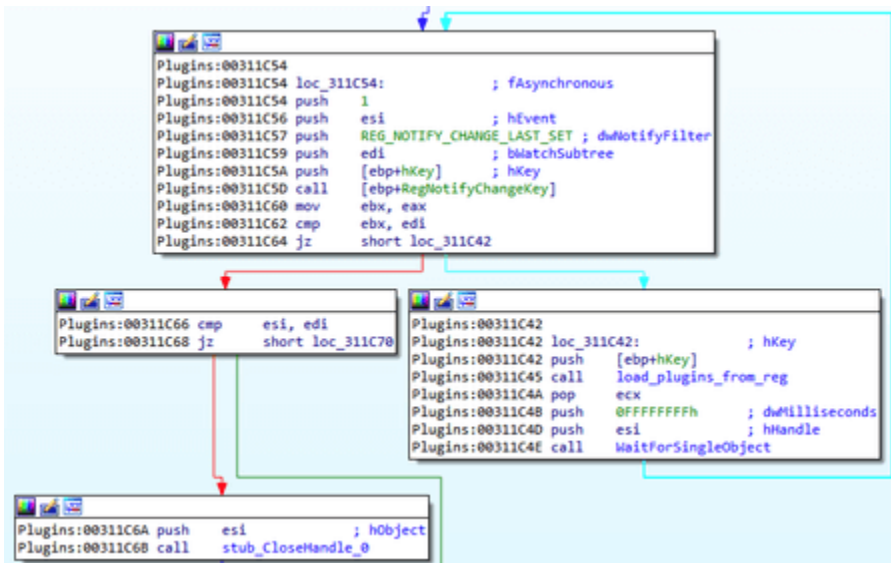 Plugins:00311C54
Plugins:00311C54 loc_311C54: ; fAsynchronous
Plugins:00311C54 push 1
Plugins:00311C56 push esi ; hEvent
Plugins:00311C57 push REG_NOTIFY_CHANGE_LAST_SET ; dwNotifyFilter
Plugins:00311C59 push edi ; bWatchSubtree
Plugins:00311C5A push [ebp+hKey] ; hKey
Plugins:00311C5D call [ebp+RegNotifyChangeKey]
Plugins:00311C60 mov ebx, eax
Plugins:00311C62 cmp ebx, edi
Plugins:00311C64 jz short loc_311C42
Plugins:00311C66 cmp esi, edi
Plugins:00311C68 jz short loc_311C70
Plugins:00311C42
Plugins:00311C42 loc_311C42: ; hKey
Plugins:00311C42 push [ebp+hKey]
Plugins:00311C45 call load_plugins_from_reg
Plugins:00311C4A pop ecx
Plugins:00311C4B push 0FFFFFFFFh ; dwMilliseconds
Plugins:00311C4D push esi ; hHandle
Plugins:00311C4E call WaitForSingleObject
Plugins:00311C6A push esi ; hObject
Plugins:00311C6B call stub_CloseHandle_0